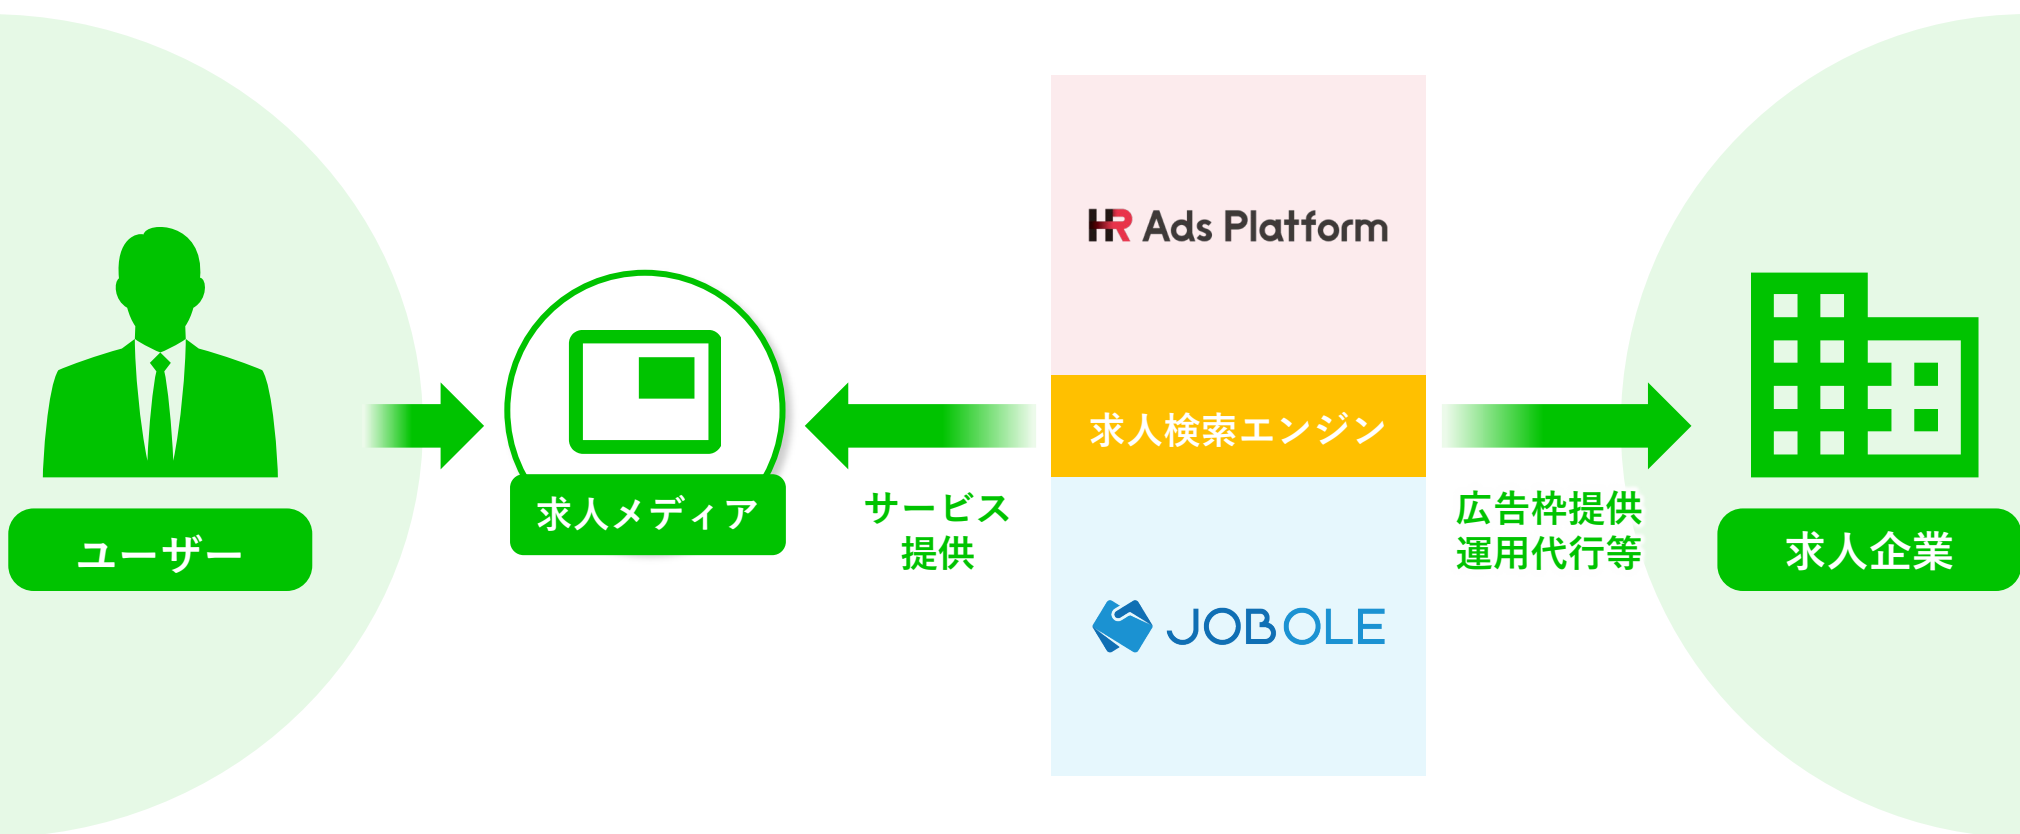 ユーザー
求人メディア
サービス
提供
HR Ads Platform
求人検索エンジン
JOBOLE
広告枠提供
運用代行等
求人企業